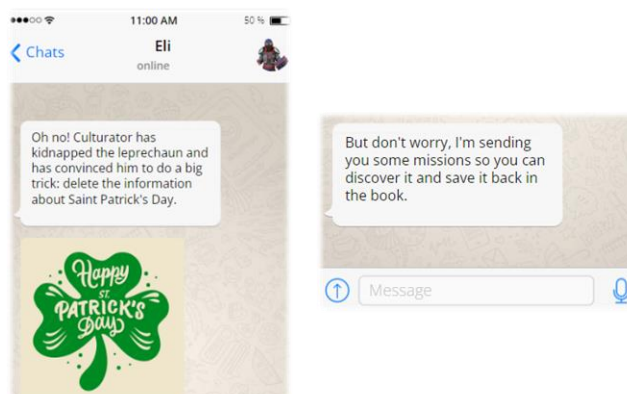 11:00 AM
50 %
Chats
Eli
online
Oh no! Culturator has
kidnapped the leprechaun and
has convinced him to do a big
trick: delete the information
about Saint Patrick's Day.
Happy
ST.
PATRICK'S
Day
But don't worry, I'm sending
you some missions so you can
discover it and save it back in
the book.
Message